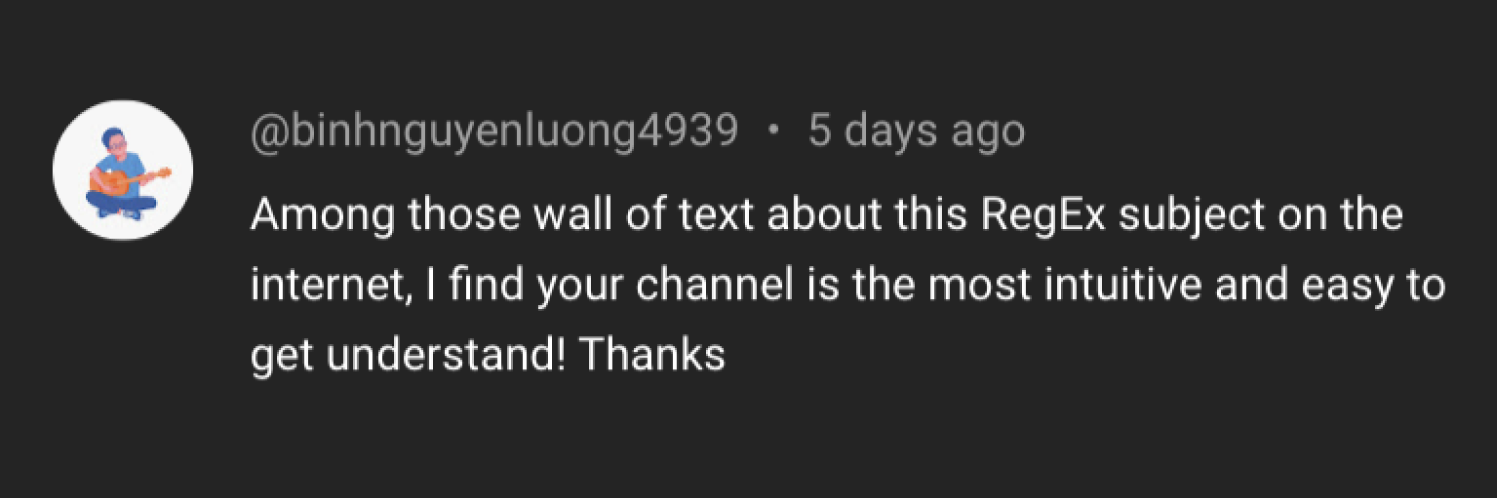 @binhnguyenluong4939 • 5 days ago
Among those wall of text about this RegEx subject on the
internet, I find your channel is the most intuitive and easy to
get understand! Thanks